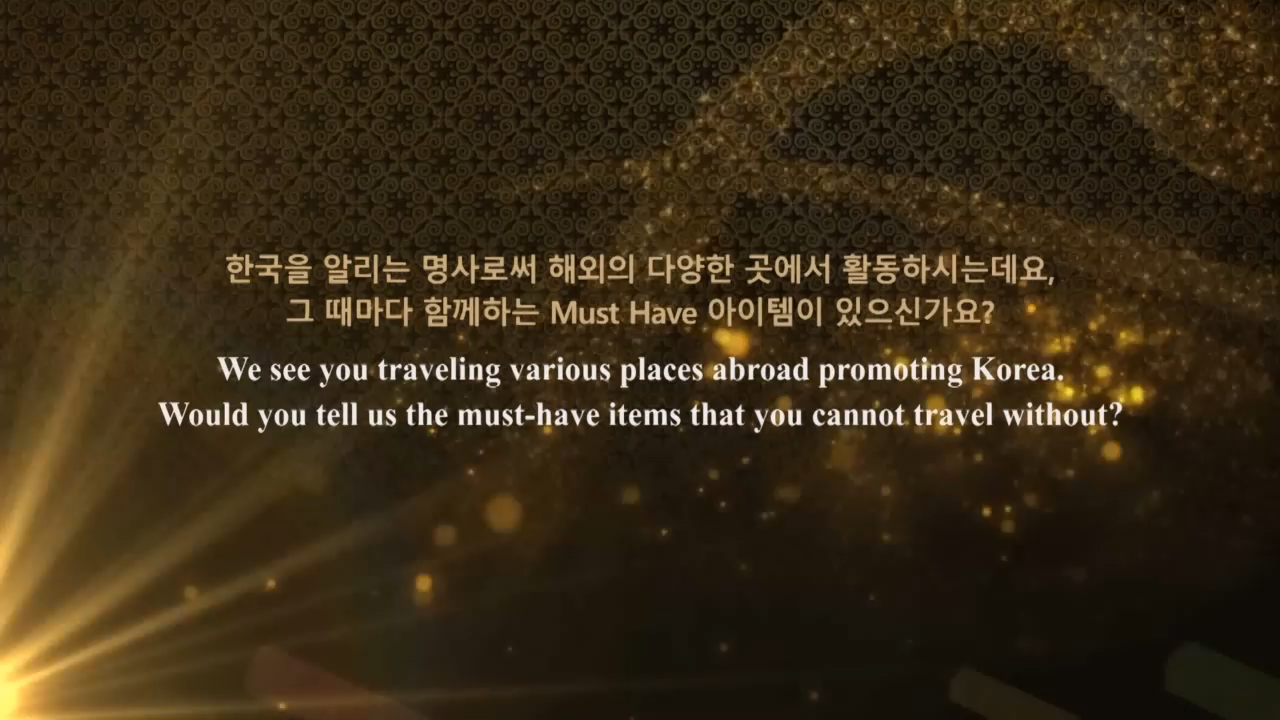 한국을 알리는 명사로써 해외의 다양한 곳에서 활동하시는데요,
그 때마다 함께하는 Must Have 아이템이 있으신가요?
We see you traveling various places abroad promoting Korea.
Would you tell us the must-have items that you cannot travel without?